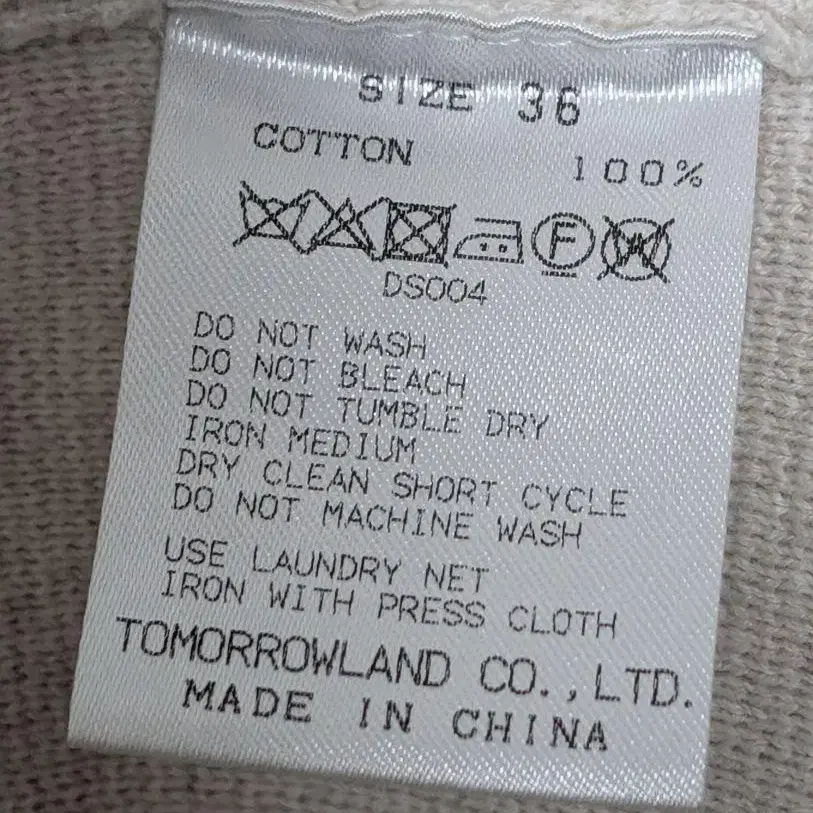 SIZE 36
COTTON 100%
F W
DS004
DO NOT WASH
DO NOT BLEACH
DO NOT TUMBLE DRY
IRON MEDIUM
DRY CLEAN SHORT CYCLE
DO NOT MACHINE WASH
USE LAUNDRY NET
IRON WITH PRESS CLOTH
TOMORROWLAND CO.,LTD.
MADE IN CHINA